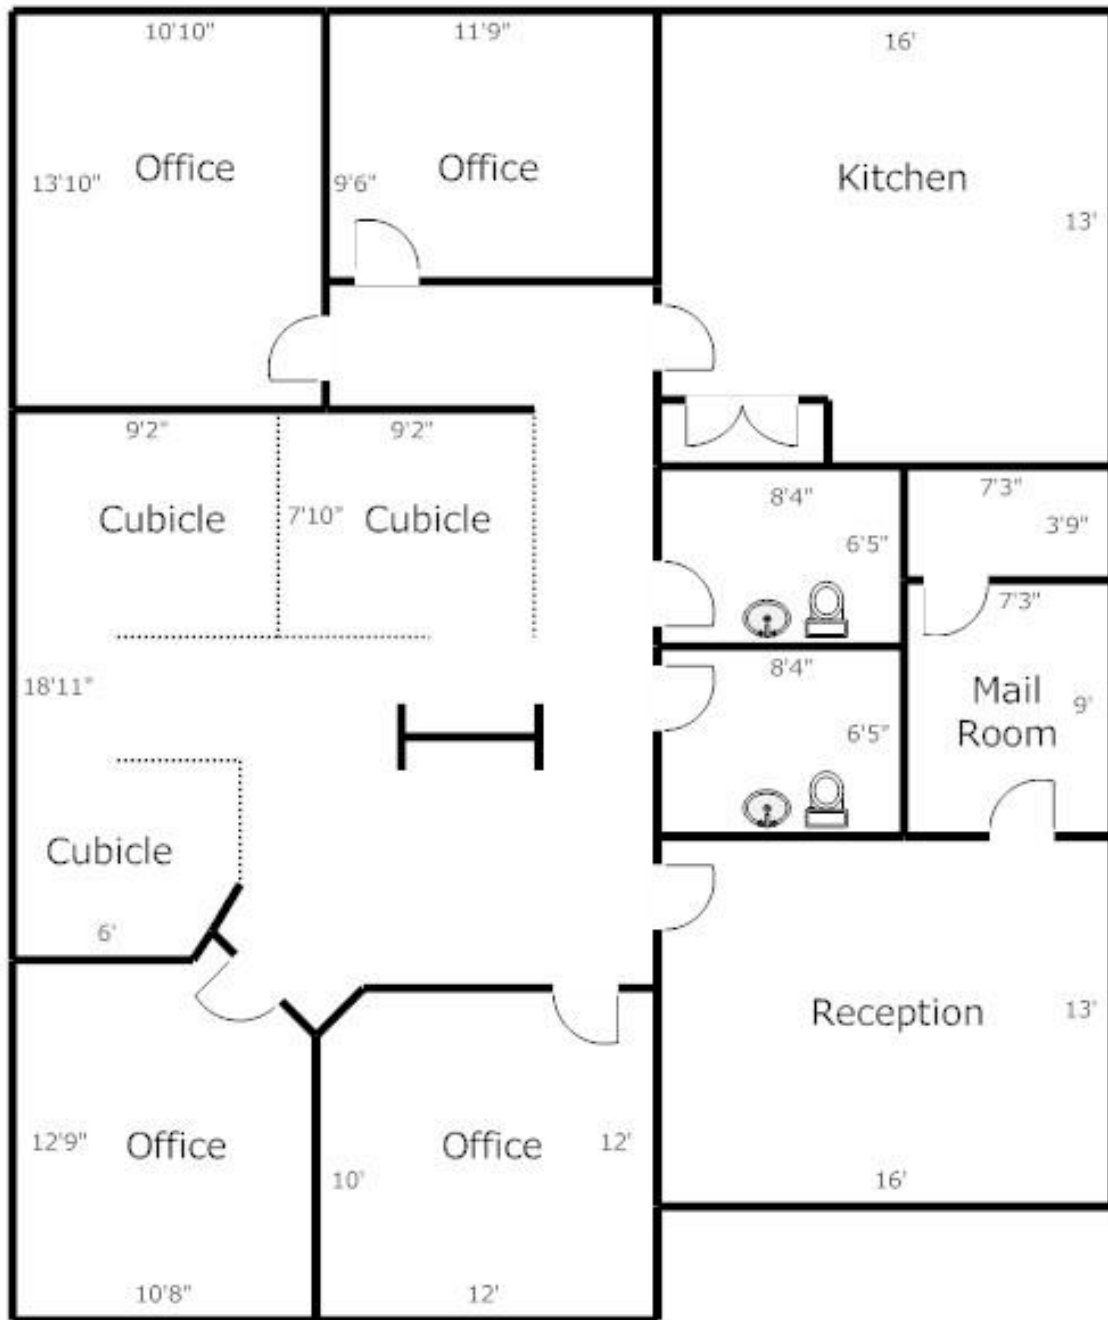 10'10"
11'9"
16'
Office
Office
Kitchen
13'10"
9'6"
13'
9'2"
9'2"
8'4"
7'3"
Cubicle
7'10"
Cubicle
6'5"
3'9"
7'3"
8'4"
18'11"
Mail
Room
9'
6'5"
Cubicle
6'
Reception
13'
12'9"
Office
10'
Office
12'
16'
10'8"
12'